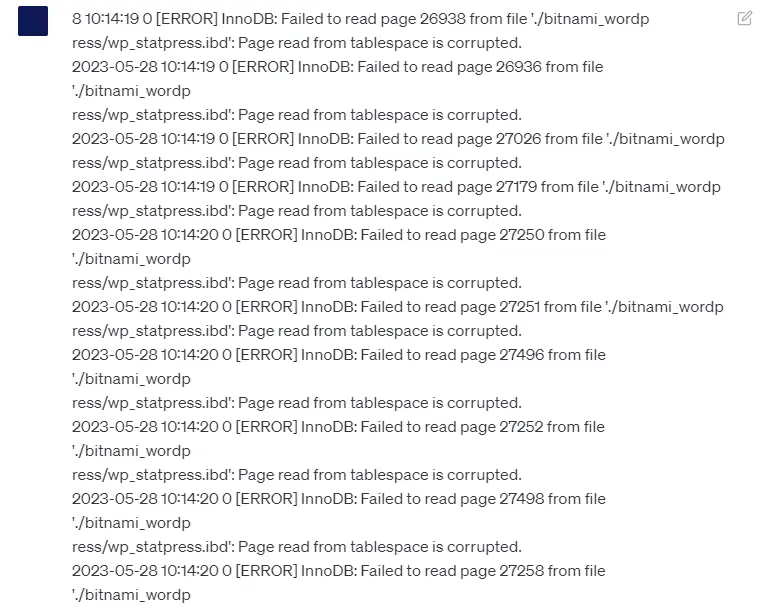 8 10:14:19 0 [ERROR] InnoDB: Failed to read page 26938 from file './bitnami_wordp
ress/wp_statpress.ibd': Page read from tablespace is corrupted.
2023-05-28 10:14:19 0 [ERROR] InnoDB: Failed to read page 26936 from file
'./bitnami_wordp
ress/wp_statpress.ibd': Page read from tablespace is corrupted.
2023-05-28 10:14:19 0 [ERROR] InnoDB: Failed to read page 27026 from file './bitnami_wordp
ress/wp_statpress.ibd': Page read from tablespace is corrupted.
2023-05-28 10:14:19 0 [ERROR] InnoDB: Failed to read page 27179 from file './bitnami_wordp
ress/wp_statpress.ibd': Page read from tablespace is corrupted.
2023-05-28 10:14:20 0 [ERROR] InnoDB: Failed to read page 27250 from file
'./bitnami_wordp
ress/wp_statpress.ibd': Page read from tablespace is corrupted.
2023-05-28 10:14:20 0 [ERROR] InnoDB: Failed to read page 27251 from file './bitnami_wordp
ress/wp_statpress.ibd': Page read from tablespace is corrupted.
2023-05-28 10:14:20 0 [ERROR] InnoDB: Failed to read page 27496 from file
'./bitnami_wordp
ress/wp_statpress.ibd': Page read from tablespace is corrupted.
2023-05-28 10:14:20 0 [ERROR] InnoDB: Failed to read page 27252 from file
'./bitnami_wordp
ress/wp_statpress.ibd': Page read from tablespace is corrupted.
2023-05-28 10:14:20 0 [ERROR] InnoDB: Failed to read page 27498 from file
'./bitnami_wordp
ress/wp_statpress.ibd': Page read from tablespace is corrupted.
2023-05-28 10:14:20 0 [ERROR] InnoDB: Failed to read page 27258 from file
'./bitnami_wordp